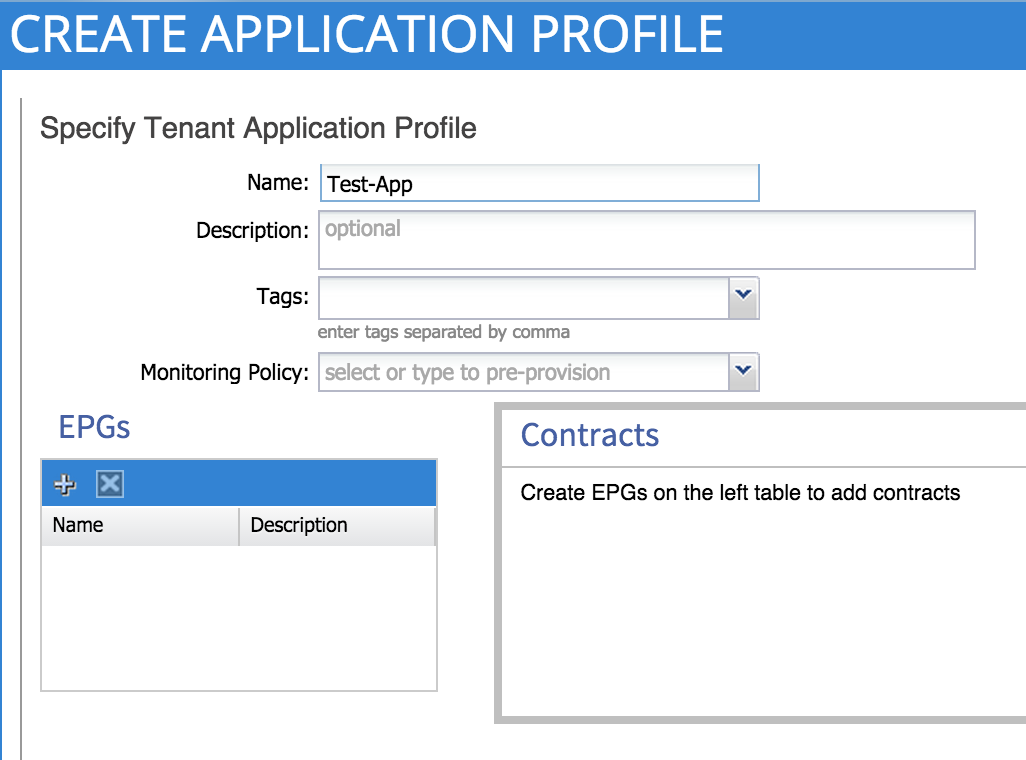 CREATE APPLICATION PROFILE
Specify Tenant Application Profile
Name: Test-App
Description: optional
Tags:
enter tags separated by comma
Monitoring Policy: select or type to pre-provision
EPGs
Name Description
Contracts
Create EPGs on the left table to add contracts